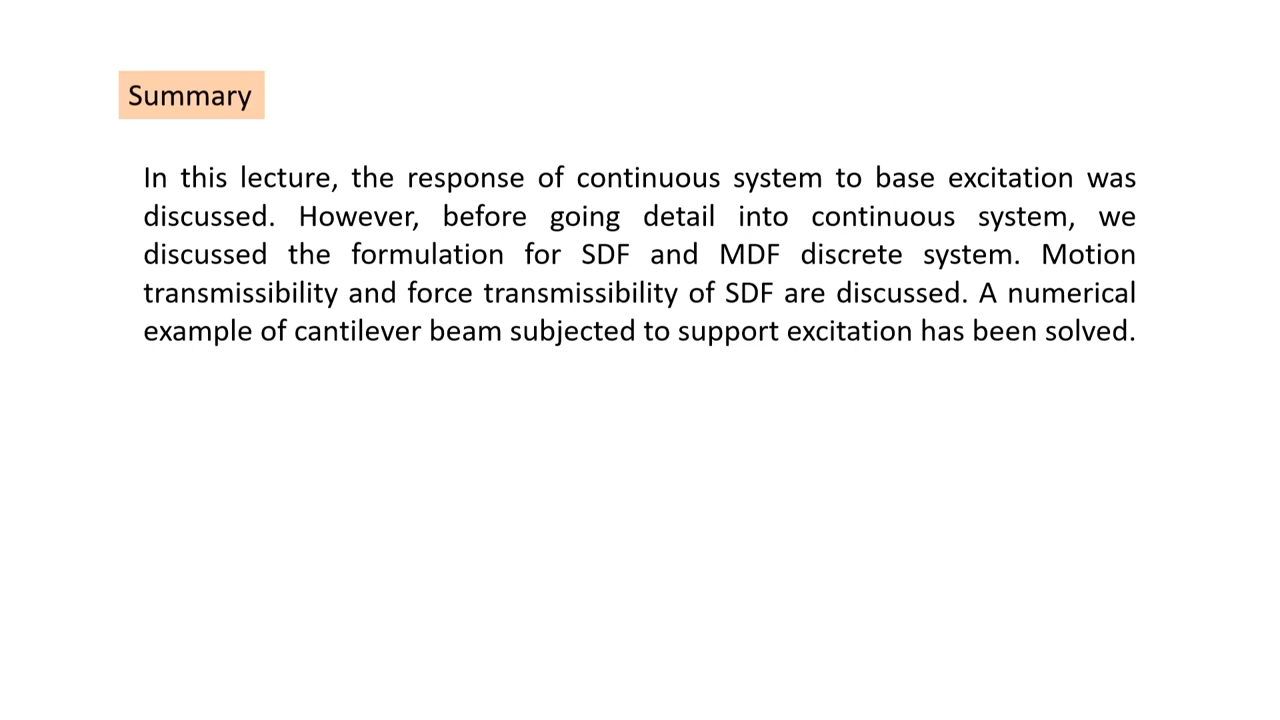 Summary
In this lecture, the response of continuous system to base excitation was
discussed. However, before going detail into continuous system, we
discussed the formulation for SDF and MDF discrete system. Motion
transmissibility and force transmissibility of SDF are discussed. A numerical
example of cantilever beam subjected to support excitation has been solved.